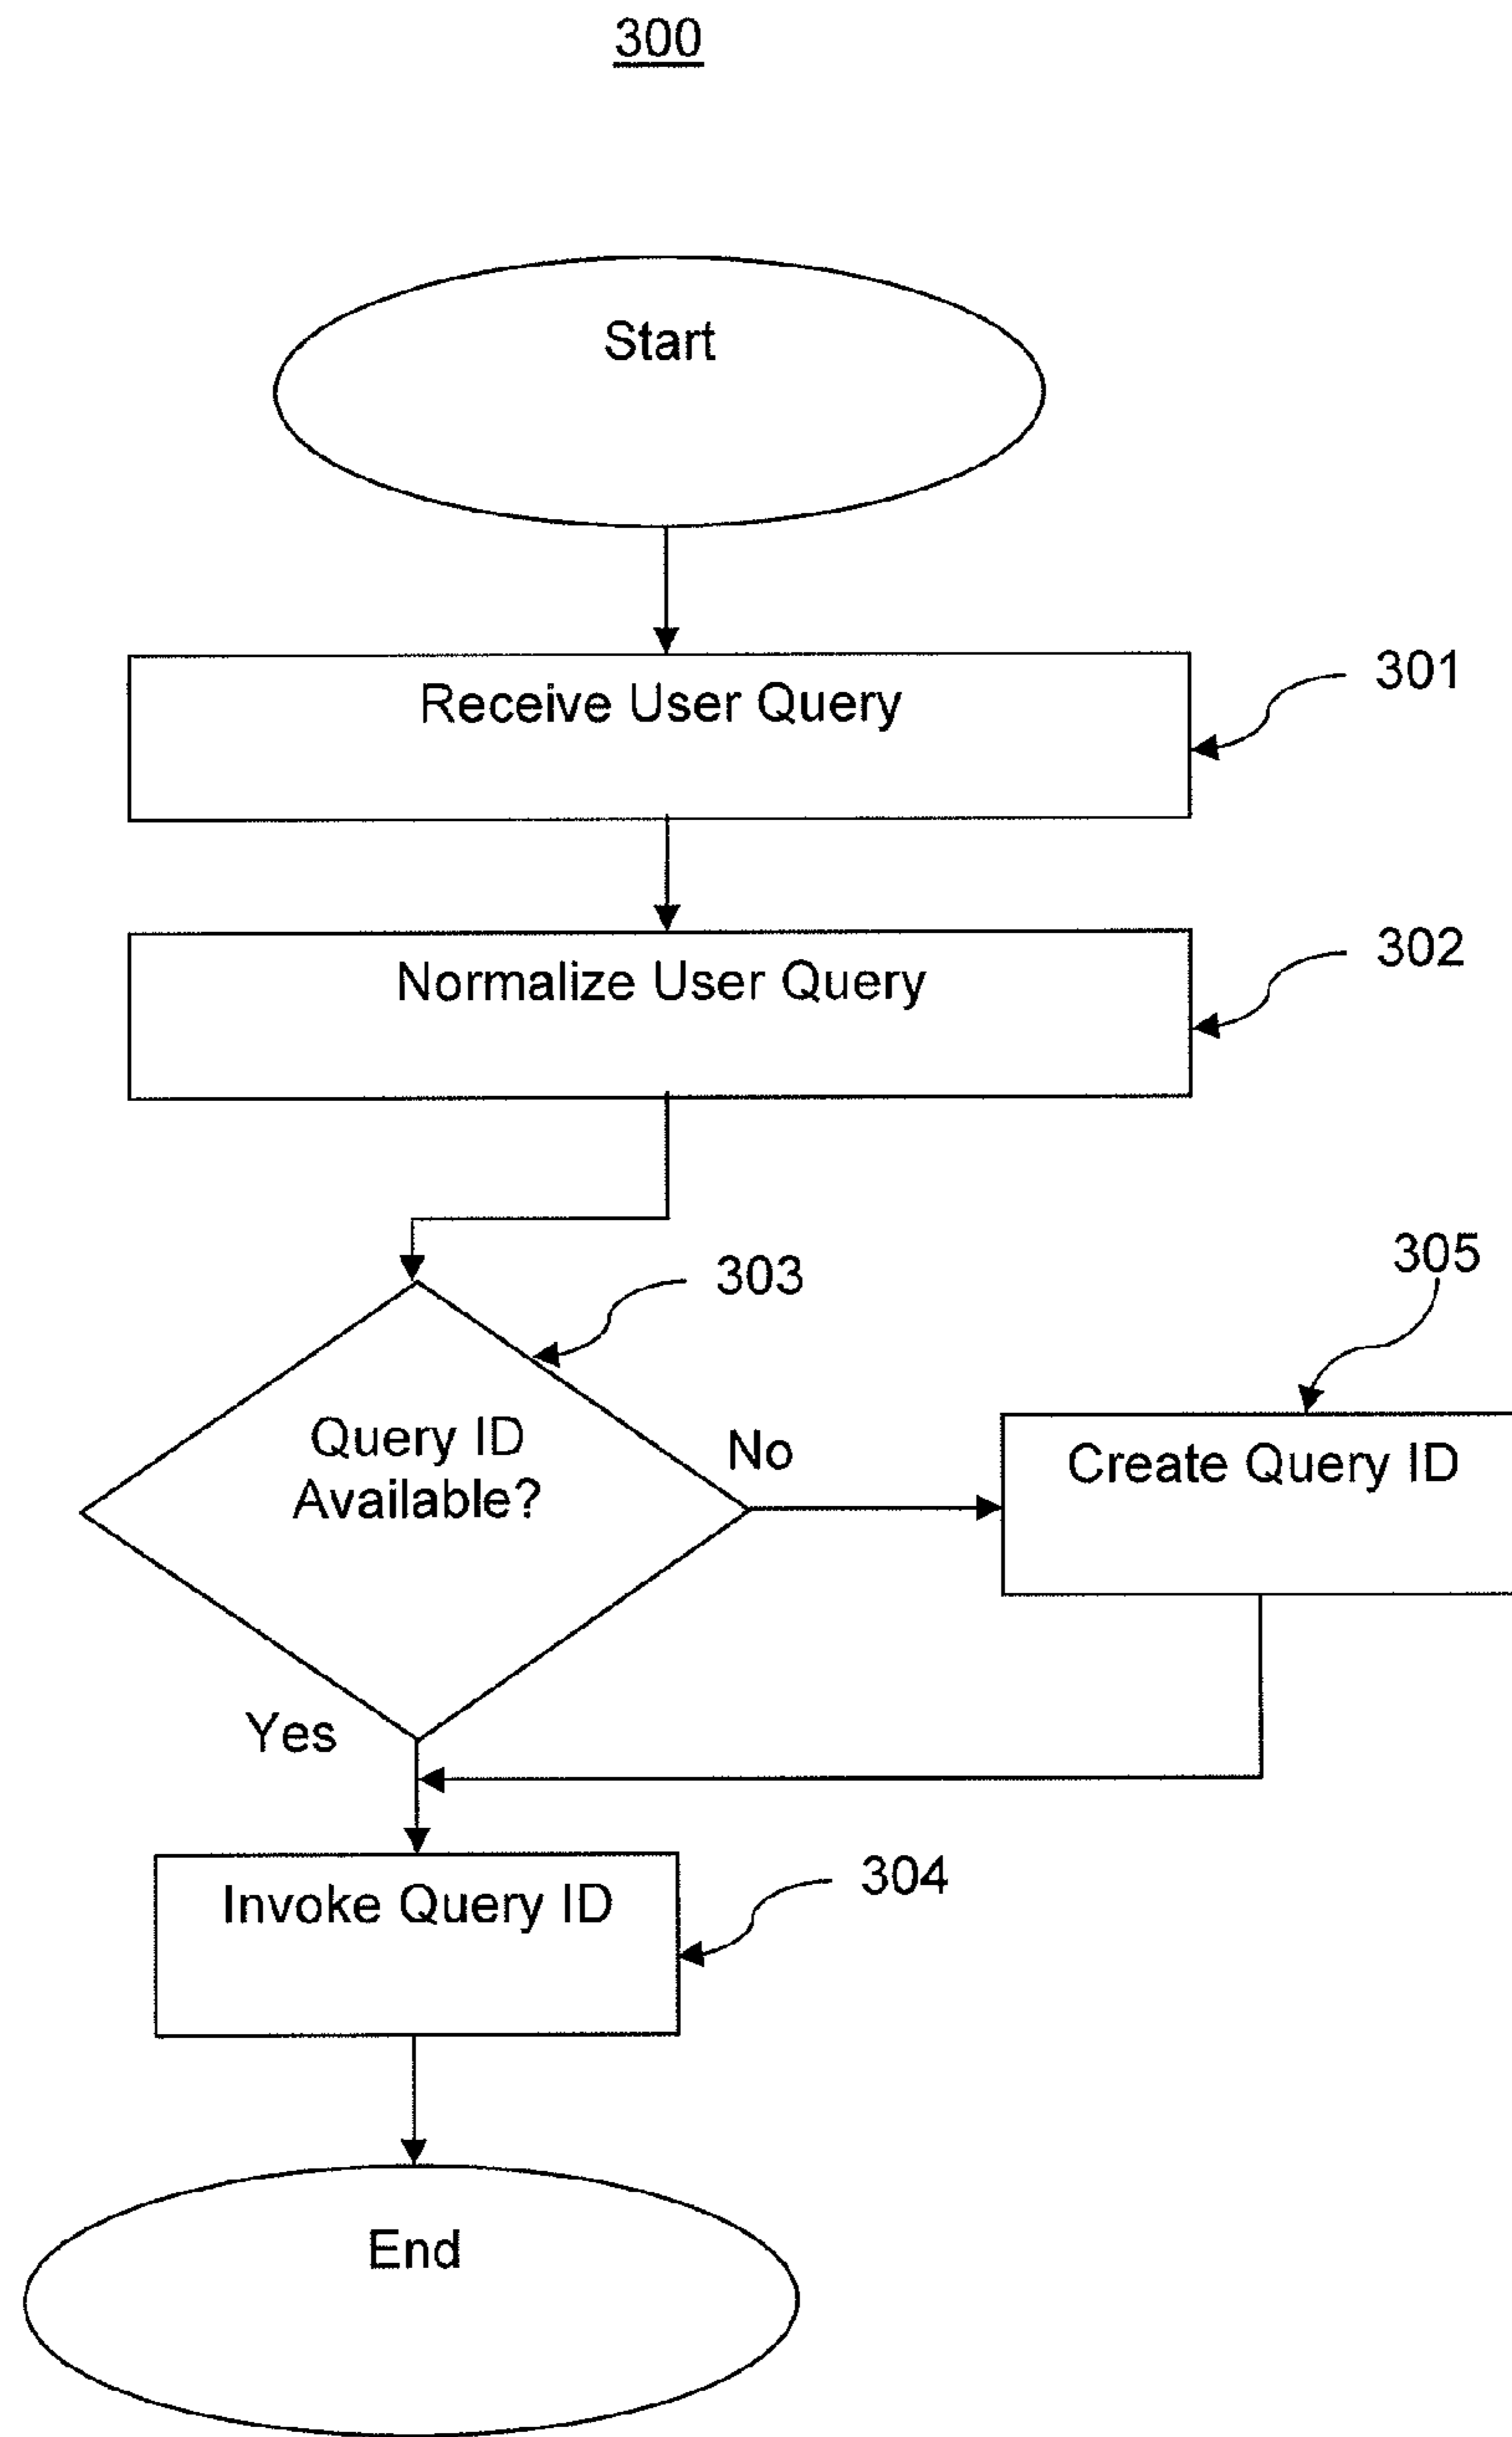 300
Start
Receive User Query
301
Normalize User Query
302
303
305
Query ID
Available?
No
Create Query ID
Yes
Invoke Query ID
304
End